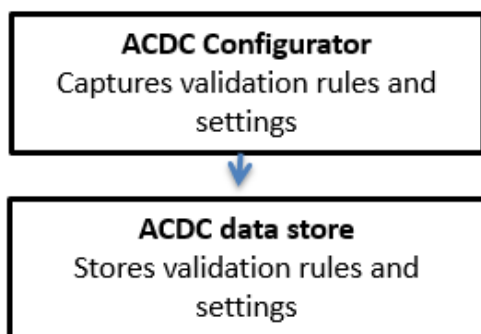 ACDC Configurator
Captures validation rules and
settings
ACDC data store
Stores validation rules and
settings